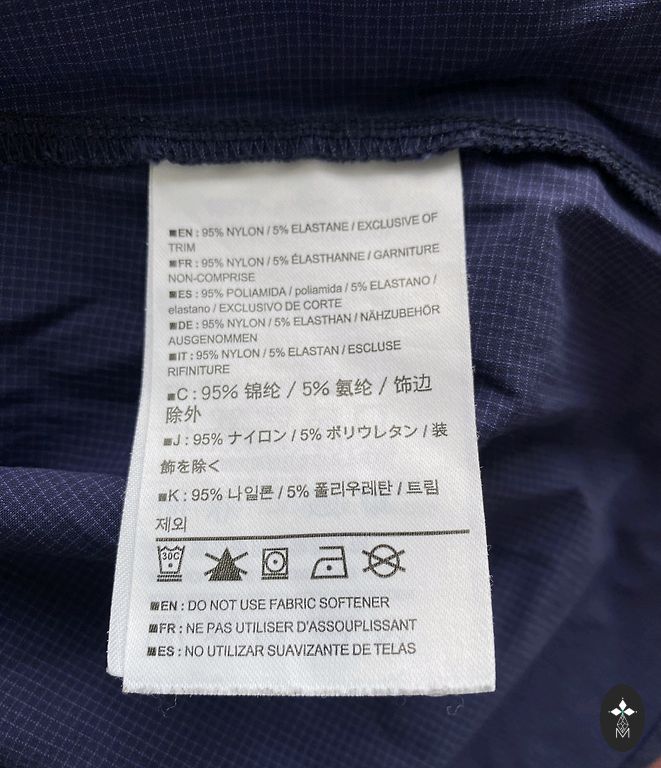 EN : 95% NYLON / 5% ELASTANE / EXCLUSIVE OF
TRIM
FR : 95% NYLON / 5% ÉLASTHANNE / GARNITURE
NON-COMPRISE
ES : 95% POLIAMIDA / poliamida / 5% ELASTANO /
elastano / EXCLUSIVO DE CORTE
DE : 95% NYLON / 5% ELASTHAN / NÄHZUBEHÖR
AUSGENOMMEN
IT : 95% NYLON / 5% ELASTAN / ESCLUSE
RIFINITURE
C : 95% 锦纶 / 5% 氨纶 / 饰边
除外
J : 95% ナイロン / 5% ポリウレタン / 装
飾を除く
K : 95% 나일론 / 5% 폴리우레탄 / 트림
제외
30C
EN : DO NOT USE FABRIC SOFTENER
FR : NE PAS UTILISER D'ASSOUPLISSANT
ES : NO UTILIZAR SUAVIZANTE DE TELAS
M